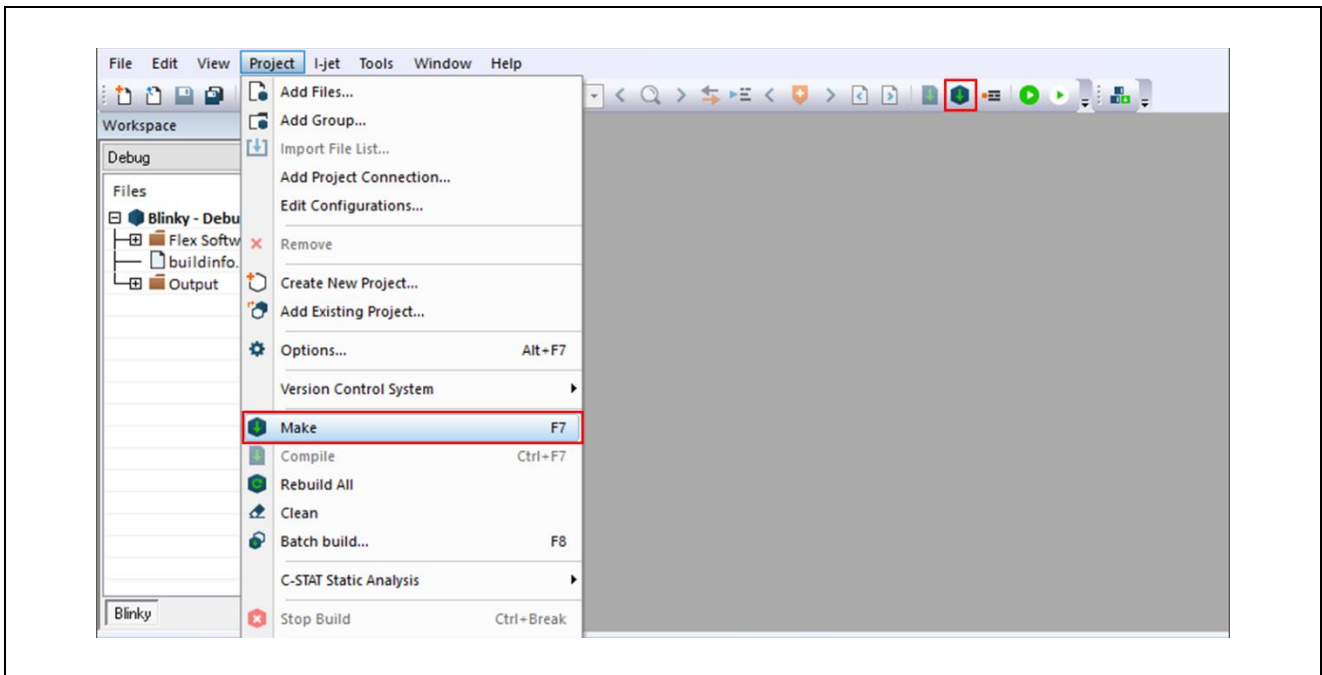 File Edit View Project I-jet Tools Window Help
Workspace
Debug
Files
Blinky - Debu
Flex Softw
buildinfo.
Output
Blinky
Add Files...
Add Group...
Import File List...
Add Project Connection...
Edit Configurations...
Remove
Create New Project...
Add Existing Project...
Options... Alt+F7
Version Control System
Make F7
Compile Ctrl+F7
Rebuild All
Clean
Batch build... F8
C-STAT Static Analysis
Stop Build Ctrl+Break